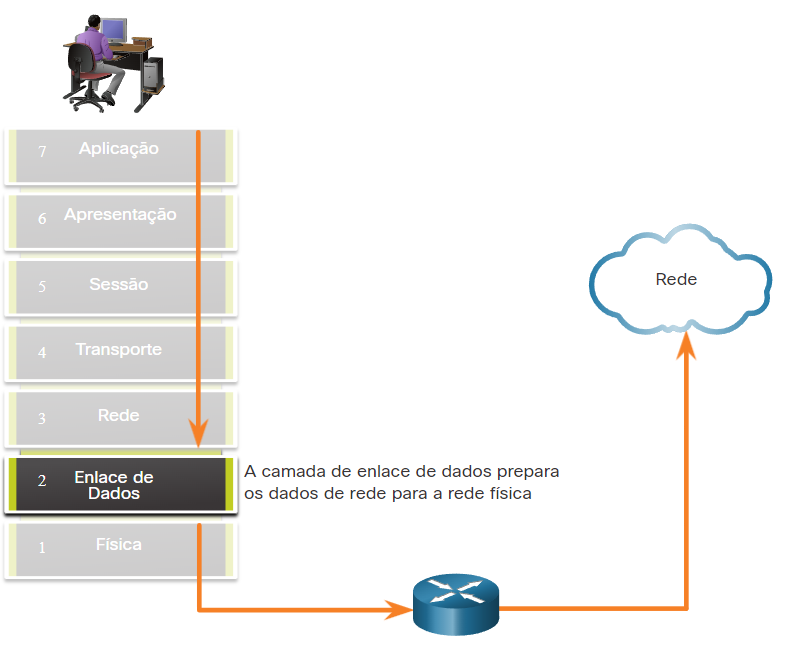 7 Aplicação
6 Apresentação
5 Sessão
4 Transporte
3 Rede
2 Enlace de
Dados
A camada de enlace de dados prepara
os dados de rede para a rede física
1 Física
Rede